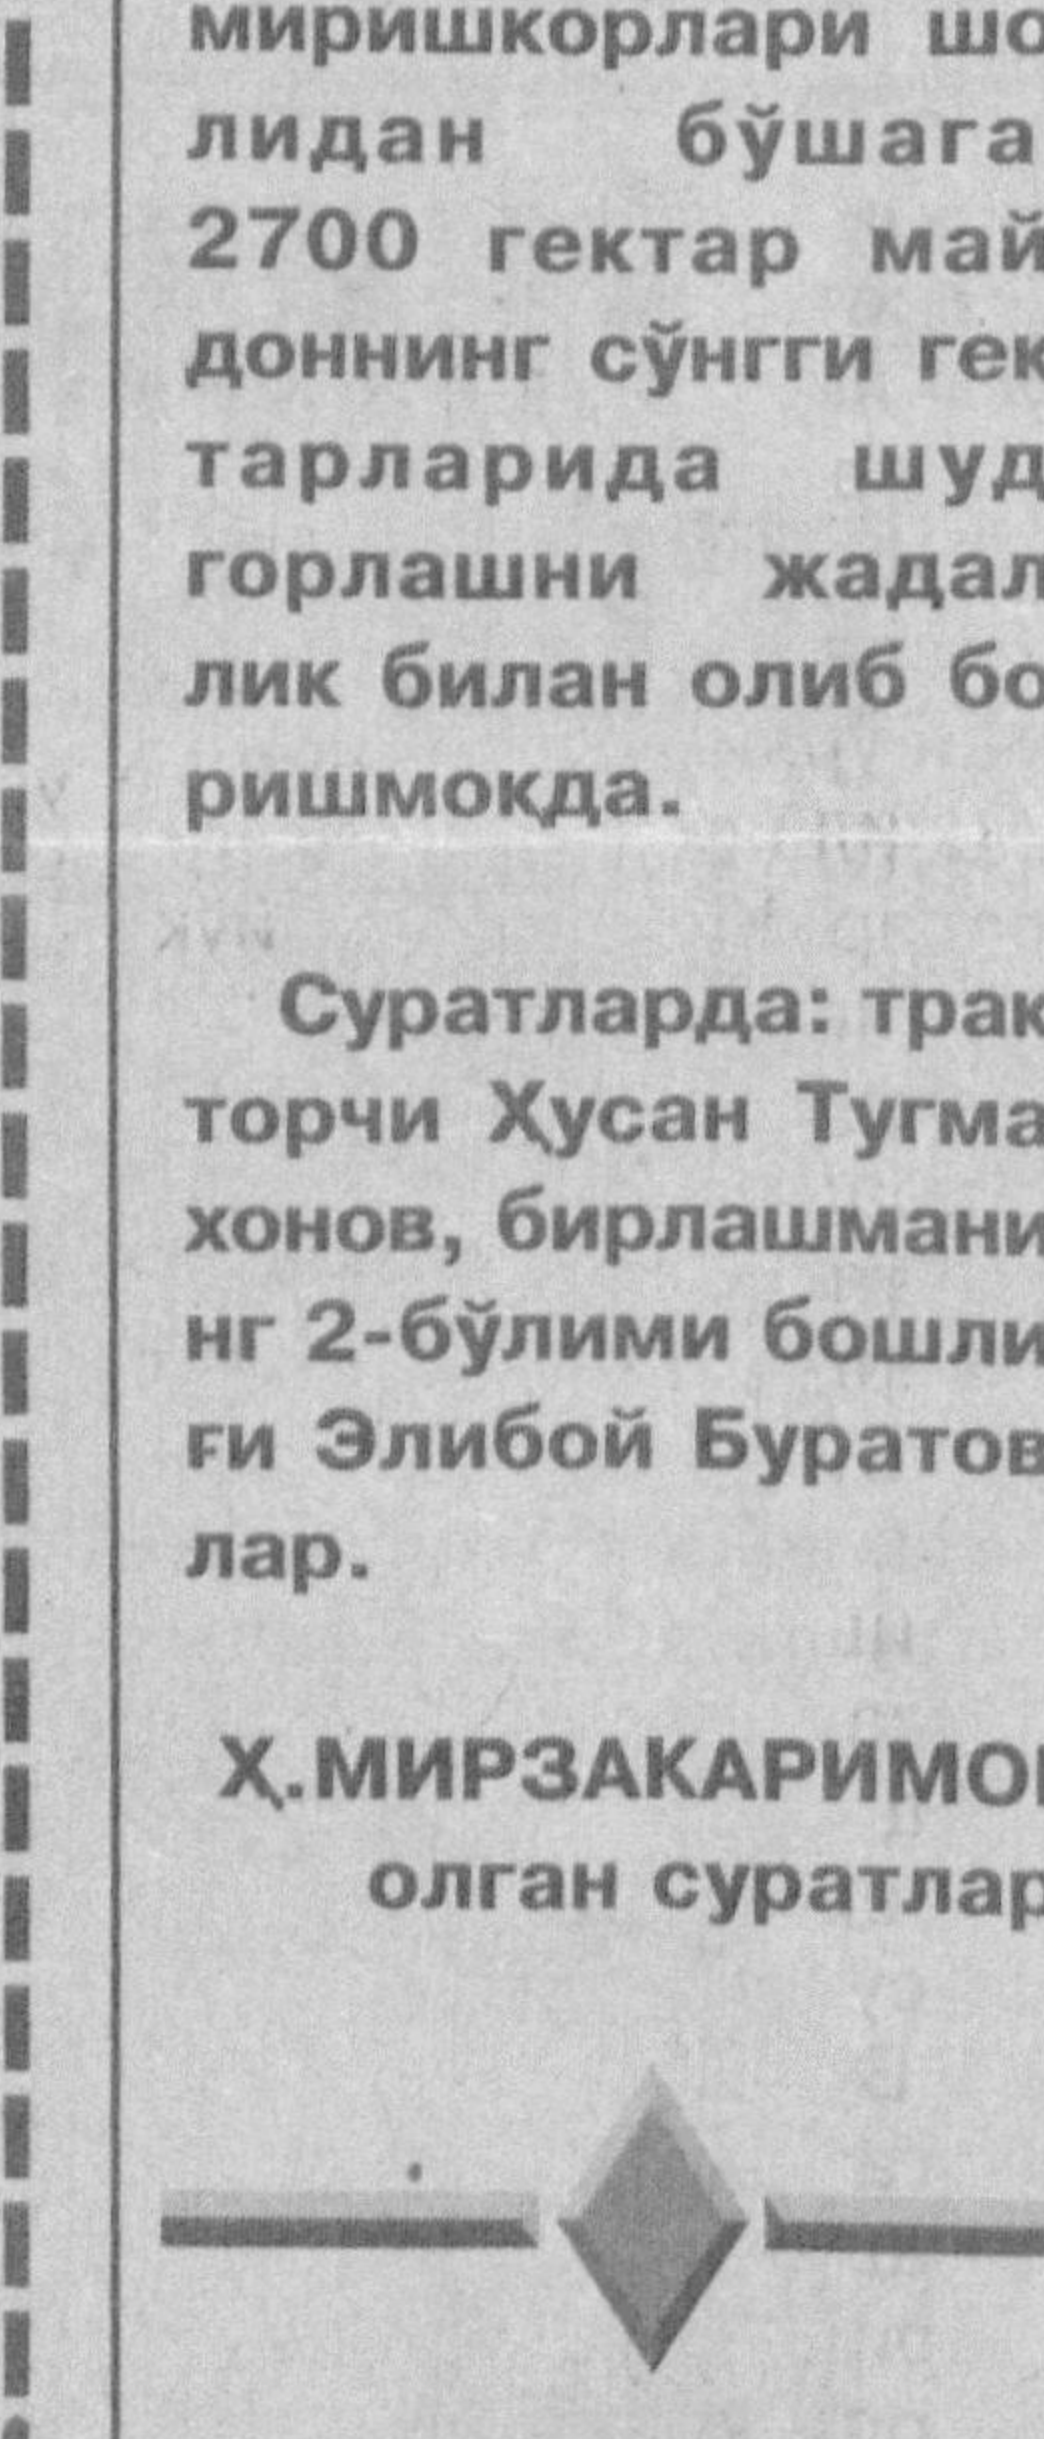 миришкорлари шо
лидан бўшага
2700 гектар май
доннинг сўнгги гек
тарларида шуд
горлашни жадал
лик билан олиб бо
ришмоқда.
Суратларда: трак
торчи Ҳусан Тугма
хонов, бирлашмани
нг 2-бўлими бошли
ғи Элибой Буратов
лар.
Ҳ.МИРЗАКАРИМО
олган суратлар